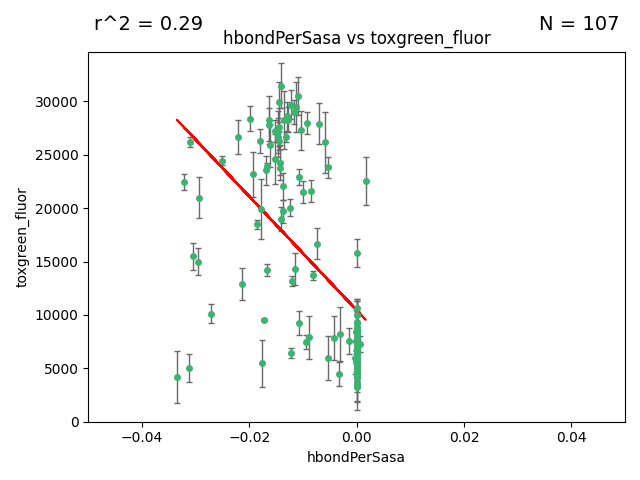 r^2 = 0.29
N = 107
hbondPerSasa vs toxgreen_fluor
toxgreen_fluor
30000
25000
20000
15000
10000
5000
0
−0.04
−0.02
0.00
0.02
0.04
hbondPerSasa